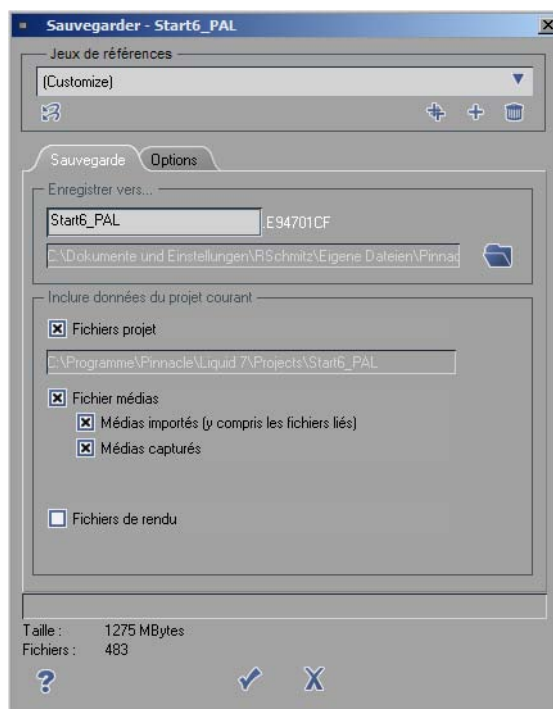 Sauvegarder - Start6_PAL
Jeux de références
(Customize)
Sauvegarde Options
Enregistrer vers...
Start6_PAL .E94701CF
C:\Dokumente und Einstellungen\RSchmitz\Eigene Dateien\Pinnac
Inclure données du projet courant
Fichiers projet
C:\Programme\Pinnacle\Liquid 7\Projects\Start6_PAL
Fichier médias
Médias importés (y compris les fichiers liés)
Médias capturés
Fichiers de rendu
Taille : 1275 MBytes
Fichiers : 483